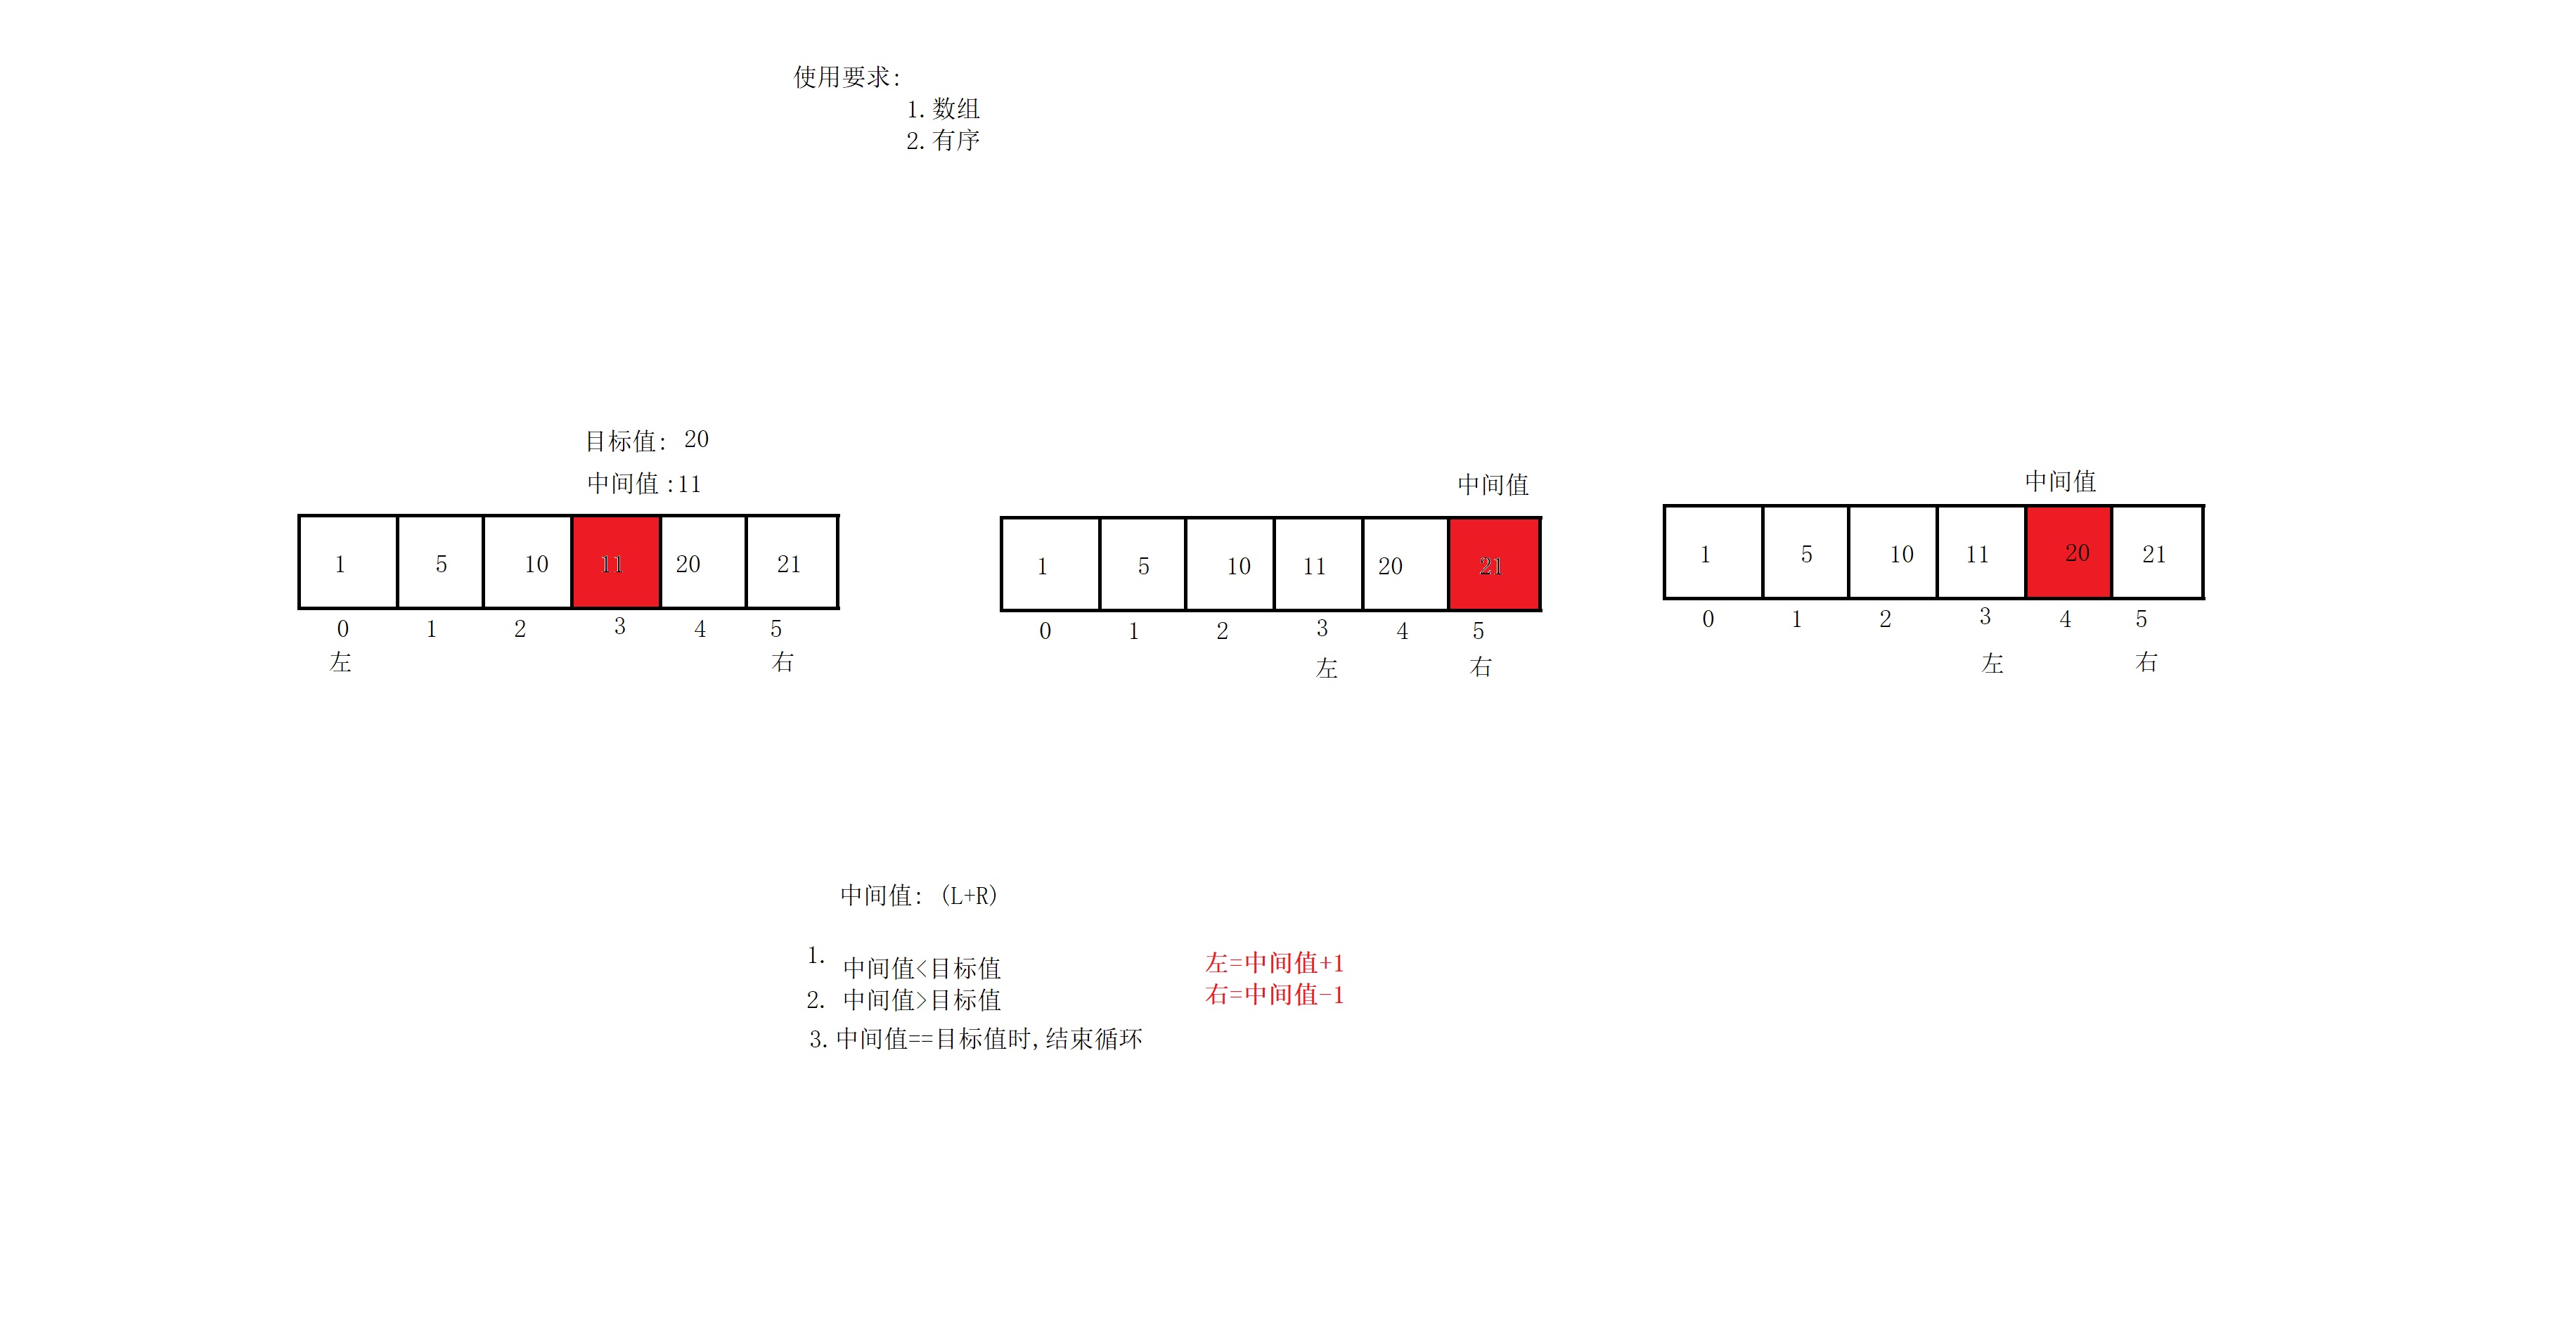 使用要求:
1.数组
2.有序
目标值: 20
中间值 :11
1 5 10 11 20 21
0 1 2 3 4 5
左 右
中间值
1 5 10 11 20 21
0 1 2 3 4 5
左 右
中间值
1 5 10 11 20 21
0 1 2 3 4 5
左 右
中间值: (L+R)
1. 中间值<目标值 左=中间值+1
2. 中间值>目标值 右=中间值-1
3.中间值==目标值时,结束循环